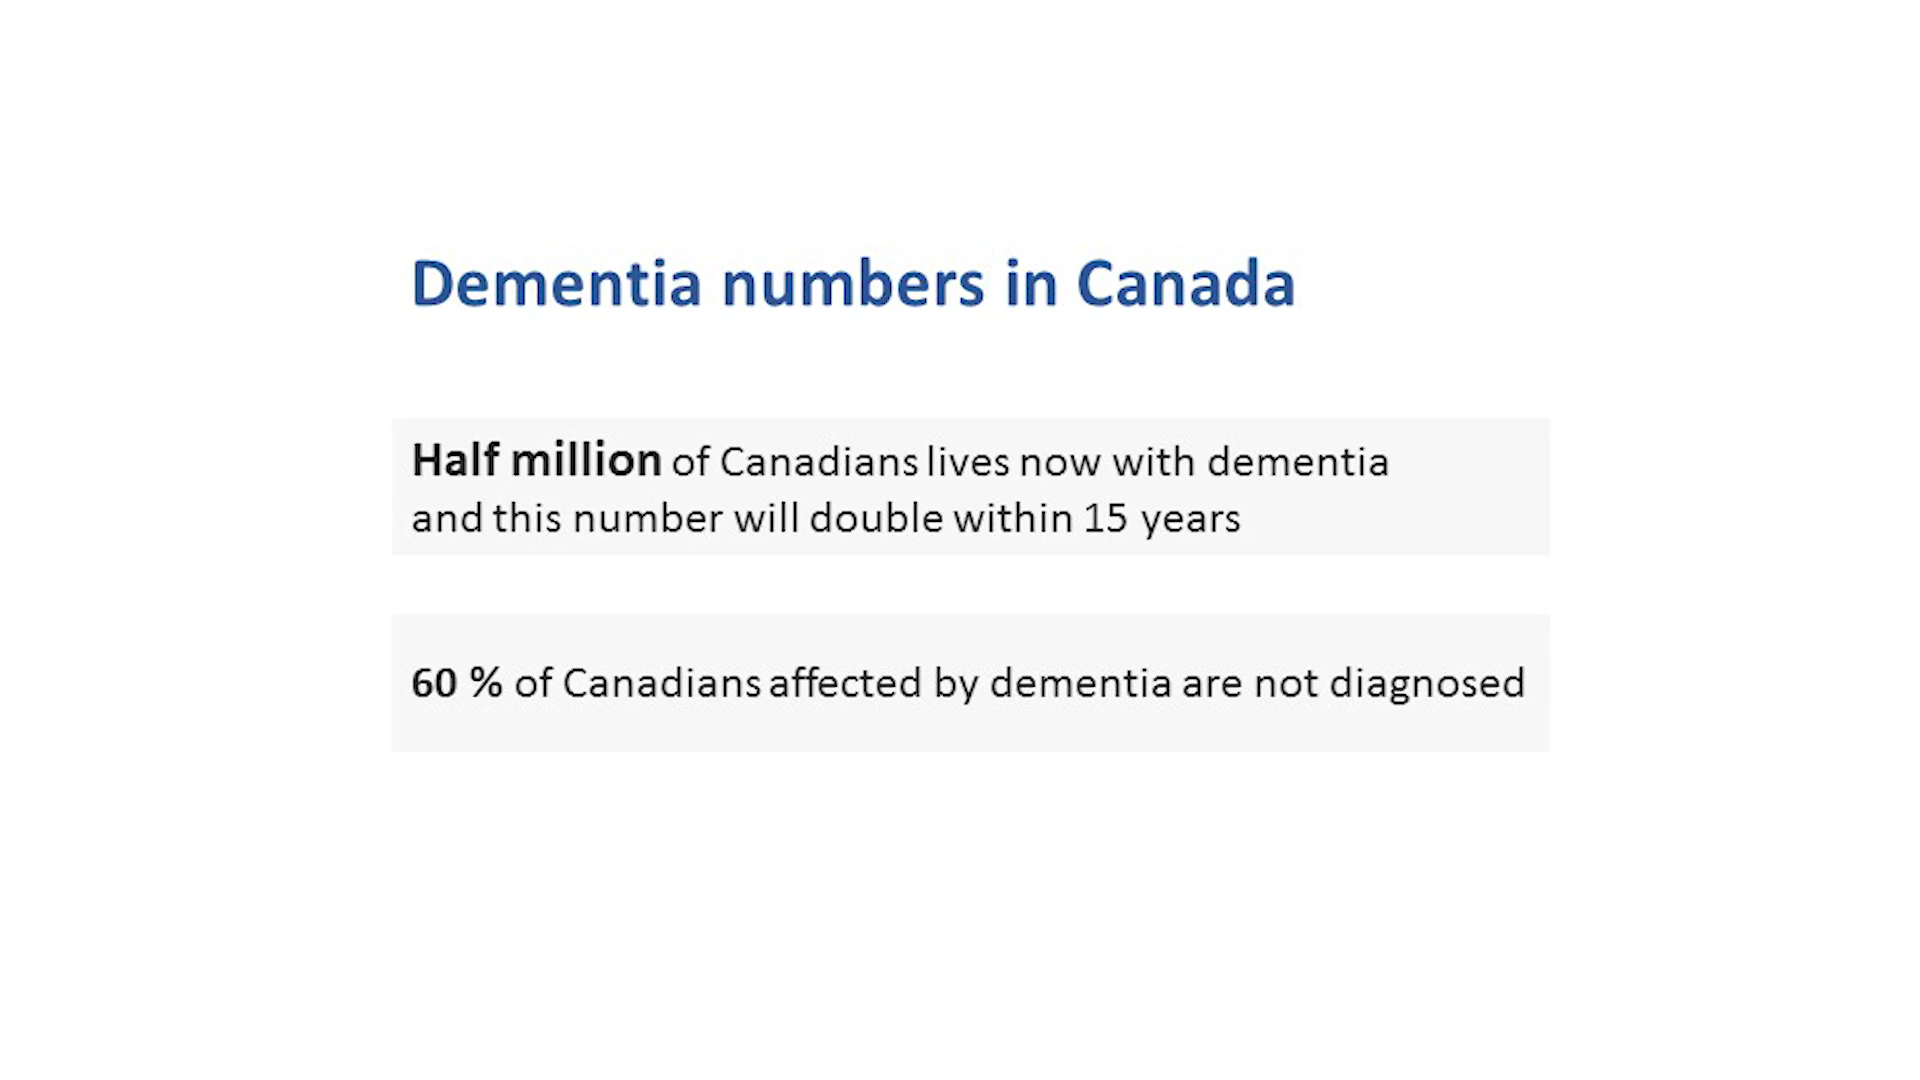 Dementia numbers in Canada
Half million of Canadians lives now with dementia
and this number will double within 15 years
60 % of Canadians affected by dementia are not diagnosed